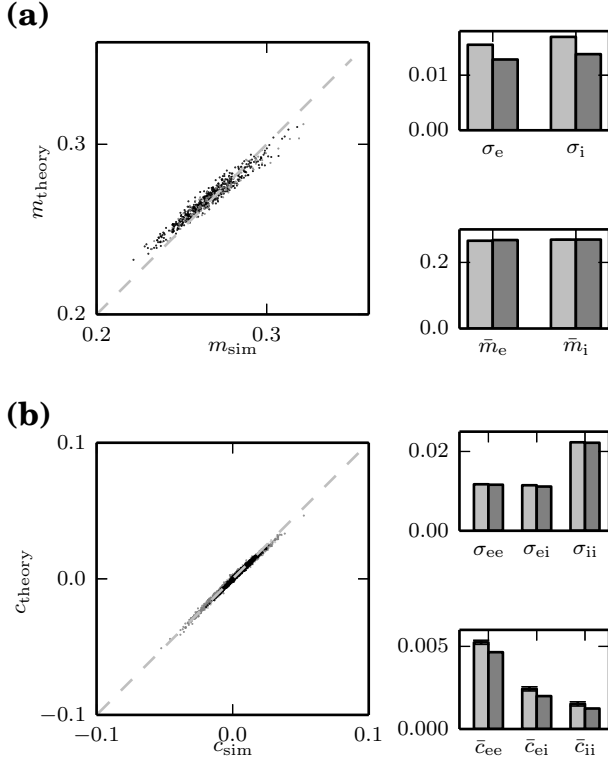 (a)
0.3
0.2
m_theory
0.2
0.3
m_sim
0.01
0.00
σ_e
σ_i
0.2
0.0
m̄_e
m̄_i
(b)
0.1
0.0
−0.1
c_theory
−0.1
0.0
0.1
c_sim
0.02
0.00
σ_ee
σ_ei
σ_ii
0.005
0.000
c̄_ee
c̄_ei
c̄_ii